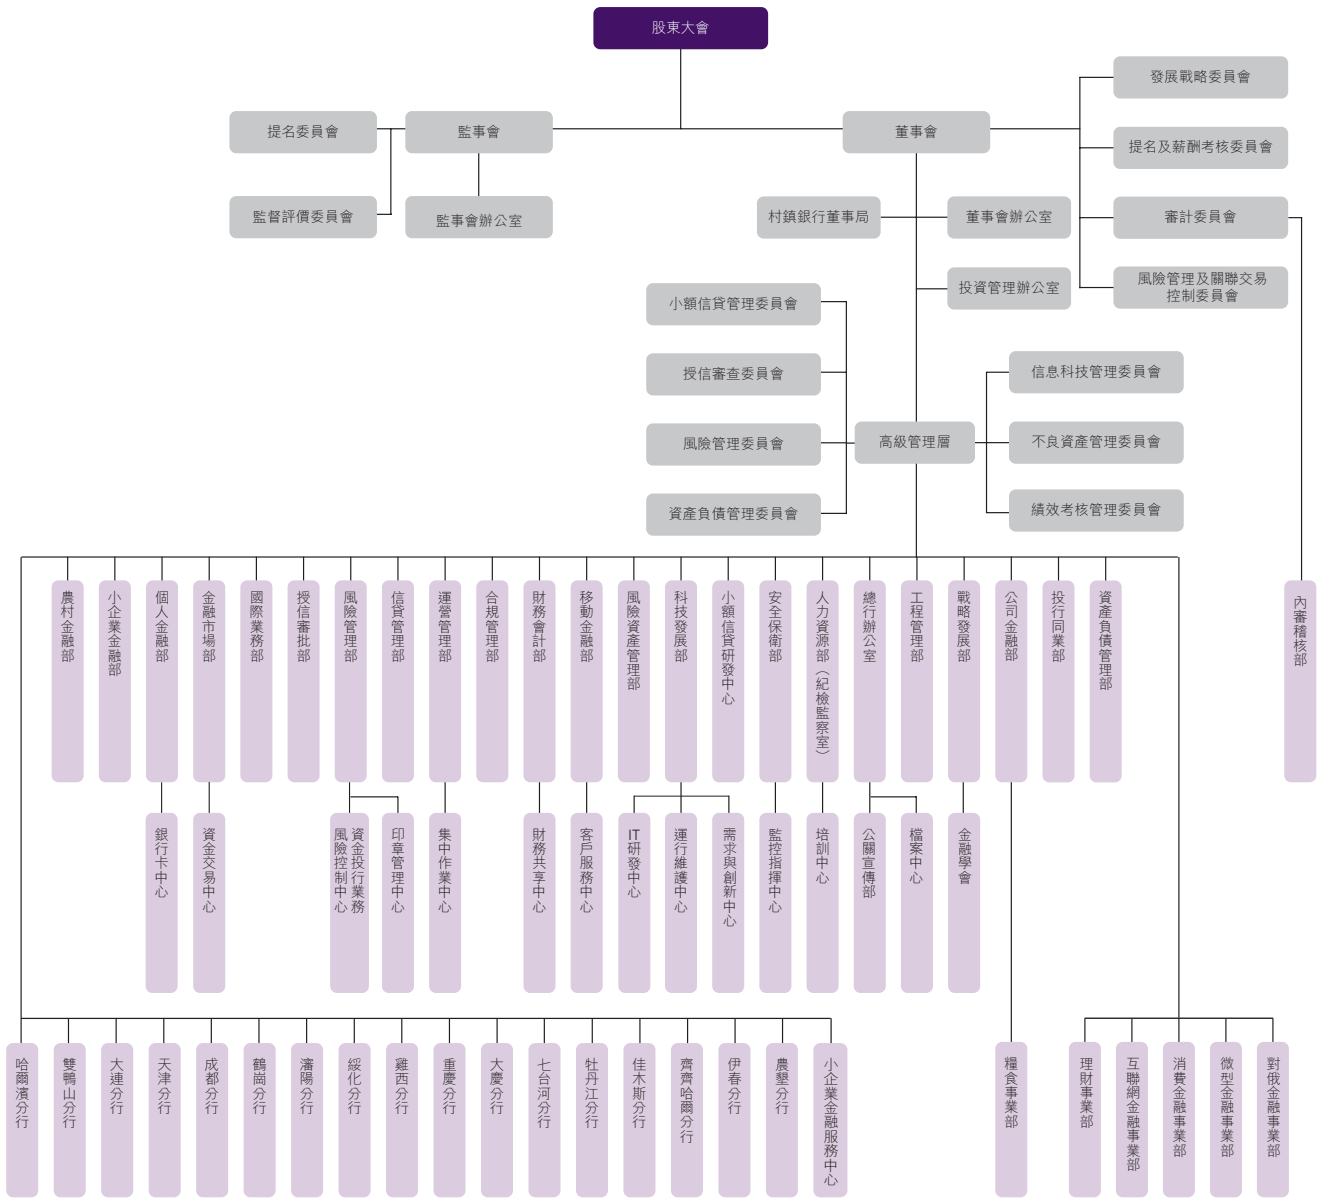 股東大會
發展戰略委員會
提名委員會
監事會
董事會
提名及薪酬考核委員會
監督評價委員會
監事會辦公室
村鎮銀行董事局
董事會辦公室
審計委員會
投資管理辦公室
風險管理及關聯交易
控制委員會
小額信貸管理委員會
授信審查委員會
信息科技管理委員會
風險管理委員會
高級管理層
不良資產管理委員會
資產負債管理委員會
績效考核管理委員會
農村金融部
小企業金融部
個人金融部
金融市場部
國際業務部
授信審批部
風險管理部
信貸管理部
運營管理部
合規管理部
財務會計部
移動金融部
風險資產管理部
科技發展部
小額信貸研發中心
安全保衛部
人力資源部（紀檢監察室）
總行辦公室
工程管理部
戰略發展部
公司金融部
投行同業部
資產負債管理部
內審稽核部
銀行卡中心
資金交易中心
資金投行業務
風險控制中心
印章管理中心
集中作業中心
財務共享中心
客戶服務中心
IT研發中心
運行維護中心
需求與創新中心
監控指揮中心
培訓中心
公關宣傳部
檔案中心
金融學會
哈爾濱分行
雙鴨山分行
大連分行
天津分行
成都分行
鶴崗分行
瀋陽分行
綏化分行
雞西分行
重慶分行
大慶分行
七台河分行
牡丹江分行
佳木斯分行
齊齊哈爾分行
伊春分行
農墾分行
小企業金融服務中心
糧食事業部
理財事業部
互聯網金融事業部
消費金融事業部
微型金融事業部
對俄金融事業部